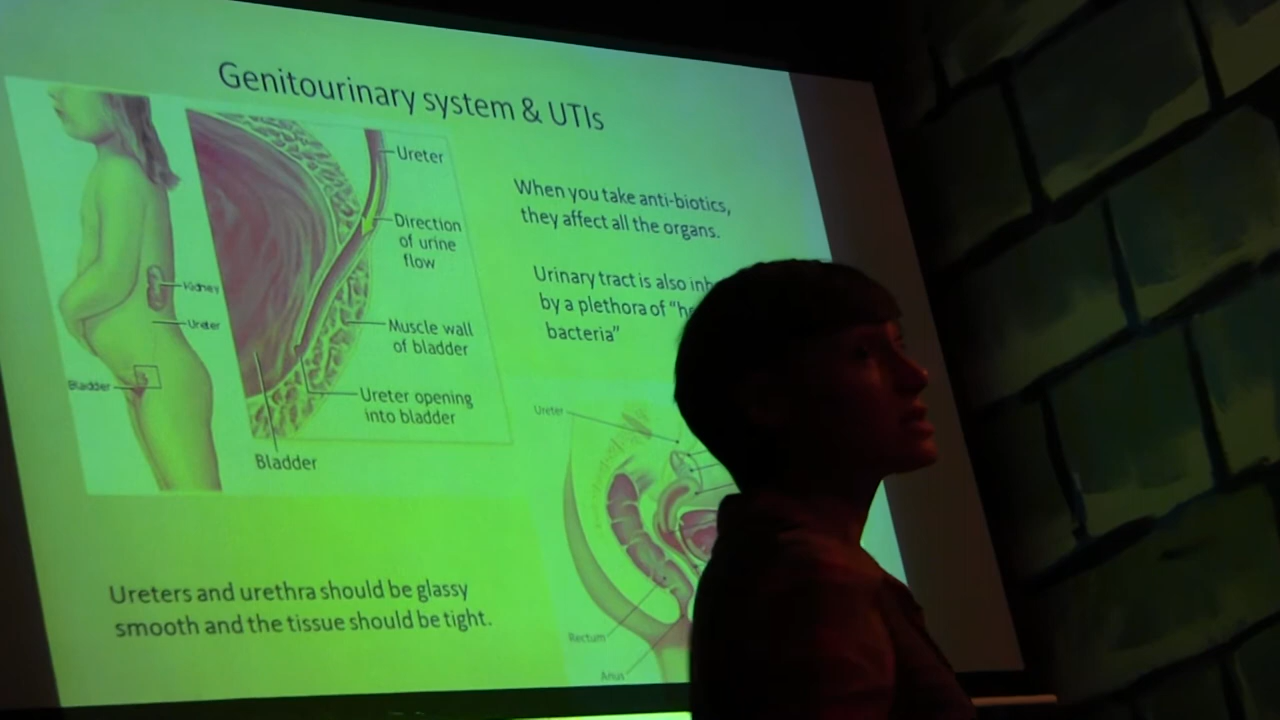 Genitourinary system & UTIs
Ureter
Direction
of urine
flow
Muscle wall
of bladder
Ureter opening
into bladder
Bladder
Kidney
Ureter
Bladder
When you take anti-biotics,
they affect all the organs.
Urinary tract is also
by a plethora of
bacteria"
Ureter
Rectum
Anus
Ureters and urethra should be glassy
smooth and the tissue should be tight.